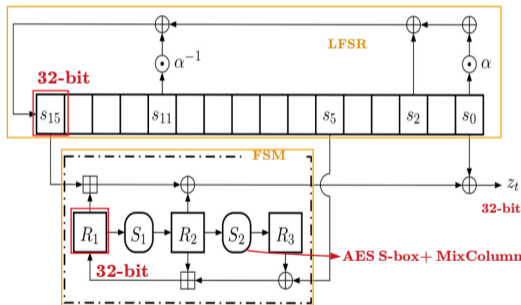 LFSR
α⁻¹
α
32-bit
s₁₅
s₁₁
s₅
s₂
s₀
FSM
z_t
32-bit
R₁
S₁
R₂
S₂
R₃
AES S-box+ MixColumn
32-bit